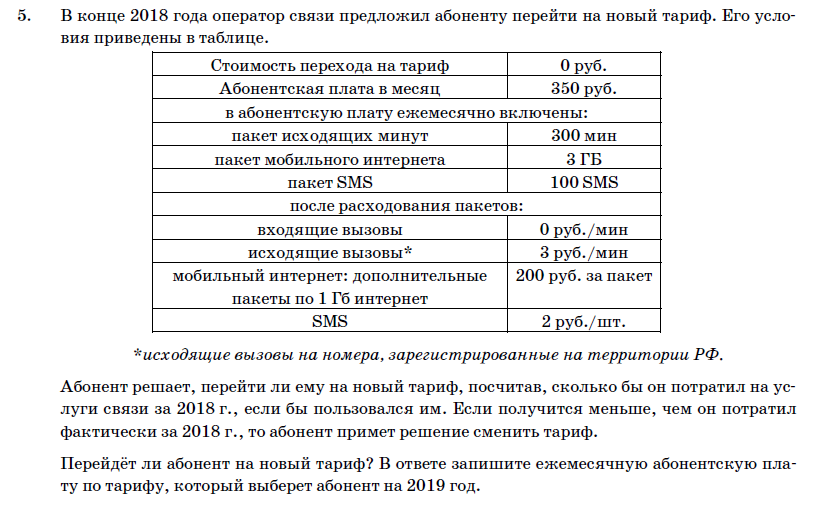 5. В конце 2018 года оператор связи предложил абоненту перейти на новый тариф. Его усло-
вия приведены в таблице.
Стоимость перехода на тариф 0 руб.
Абонентская плата в месяц 350 руб.
в абонентскую плату ежемесячно включены:
пакет исходящих минут 300 мин
пакет мобильного интернета 3 ГБ
пакет SMS 100 SMS
после расходования пакетов:
входящие вызовы 0 руб./мин
исходящие вызовы* 3 руб./мин
мобильный интернет: дополнительные 200 руб. за пакет
пакеты по 1 Гб интернет
SMS 2 руб./шт.
*исходящие вызовы на номера, зарегистрированные на территории РФ.
Абонент решает, перейти ли ему на новый тариф, посчитав, сколько бы он потратил на ус-
луги связи за 2018 г., если бы пользовался им. Если получится меньше, чем он потратил
фактически за 2018 г., то абонент примет решение сменить тариф.
Перейдёт ли абонент на новый тариф? В ответе запишите ежемесячную абонентскую пла-
ту по тарифу, который выберет абонент на 2019 год.